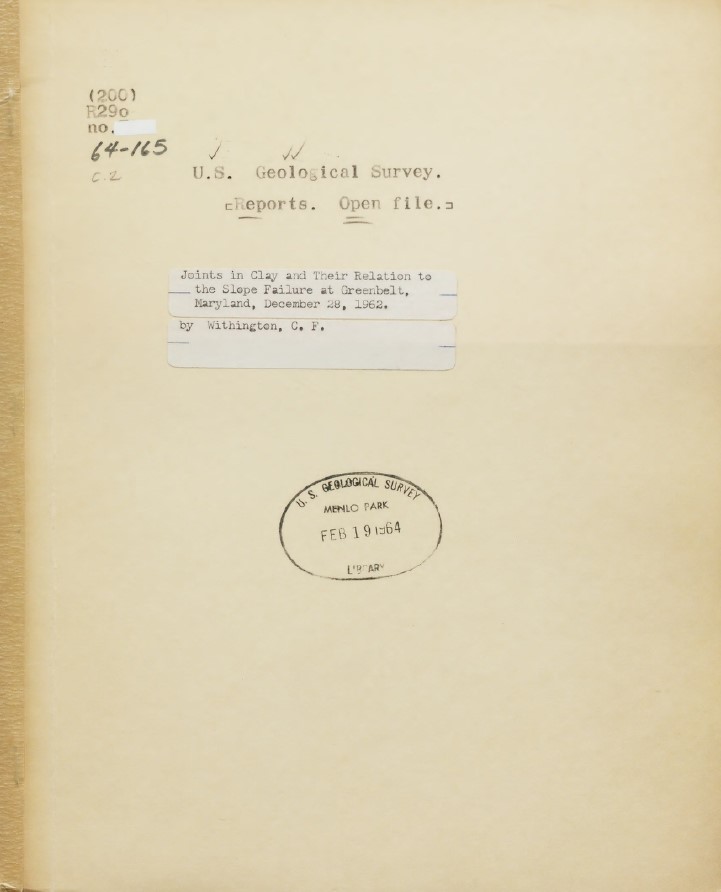 (200)
R29o
no.
64-165
c.2
U.S. Geological Survey.
[Reports. Open file.]
Joints in Clay and Their Relation to
the Slope Failure at Greenbelt,
Maryland, December 28, 1962.
by Withington, C. F.
U. S. GEOLOGICAL SURVEY
MENLO PARK
FEB 19 1964
LIBRARY